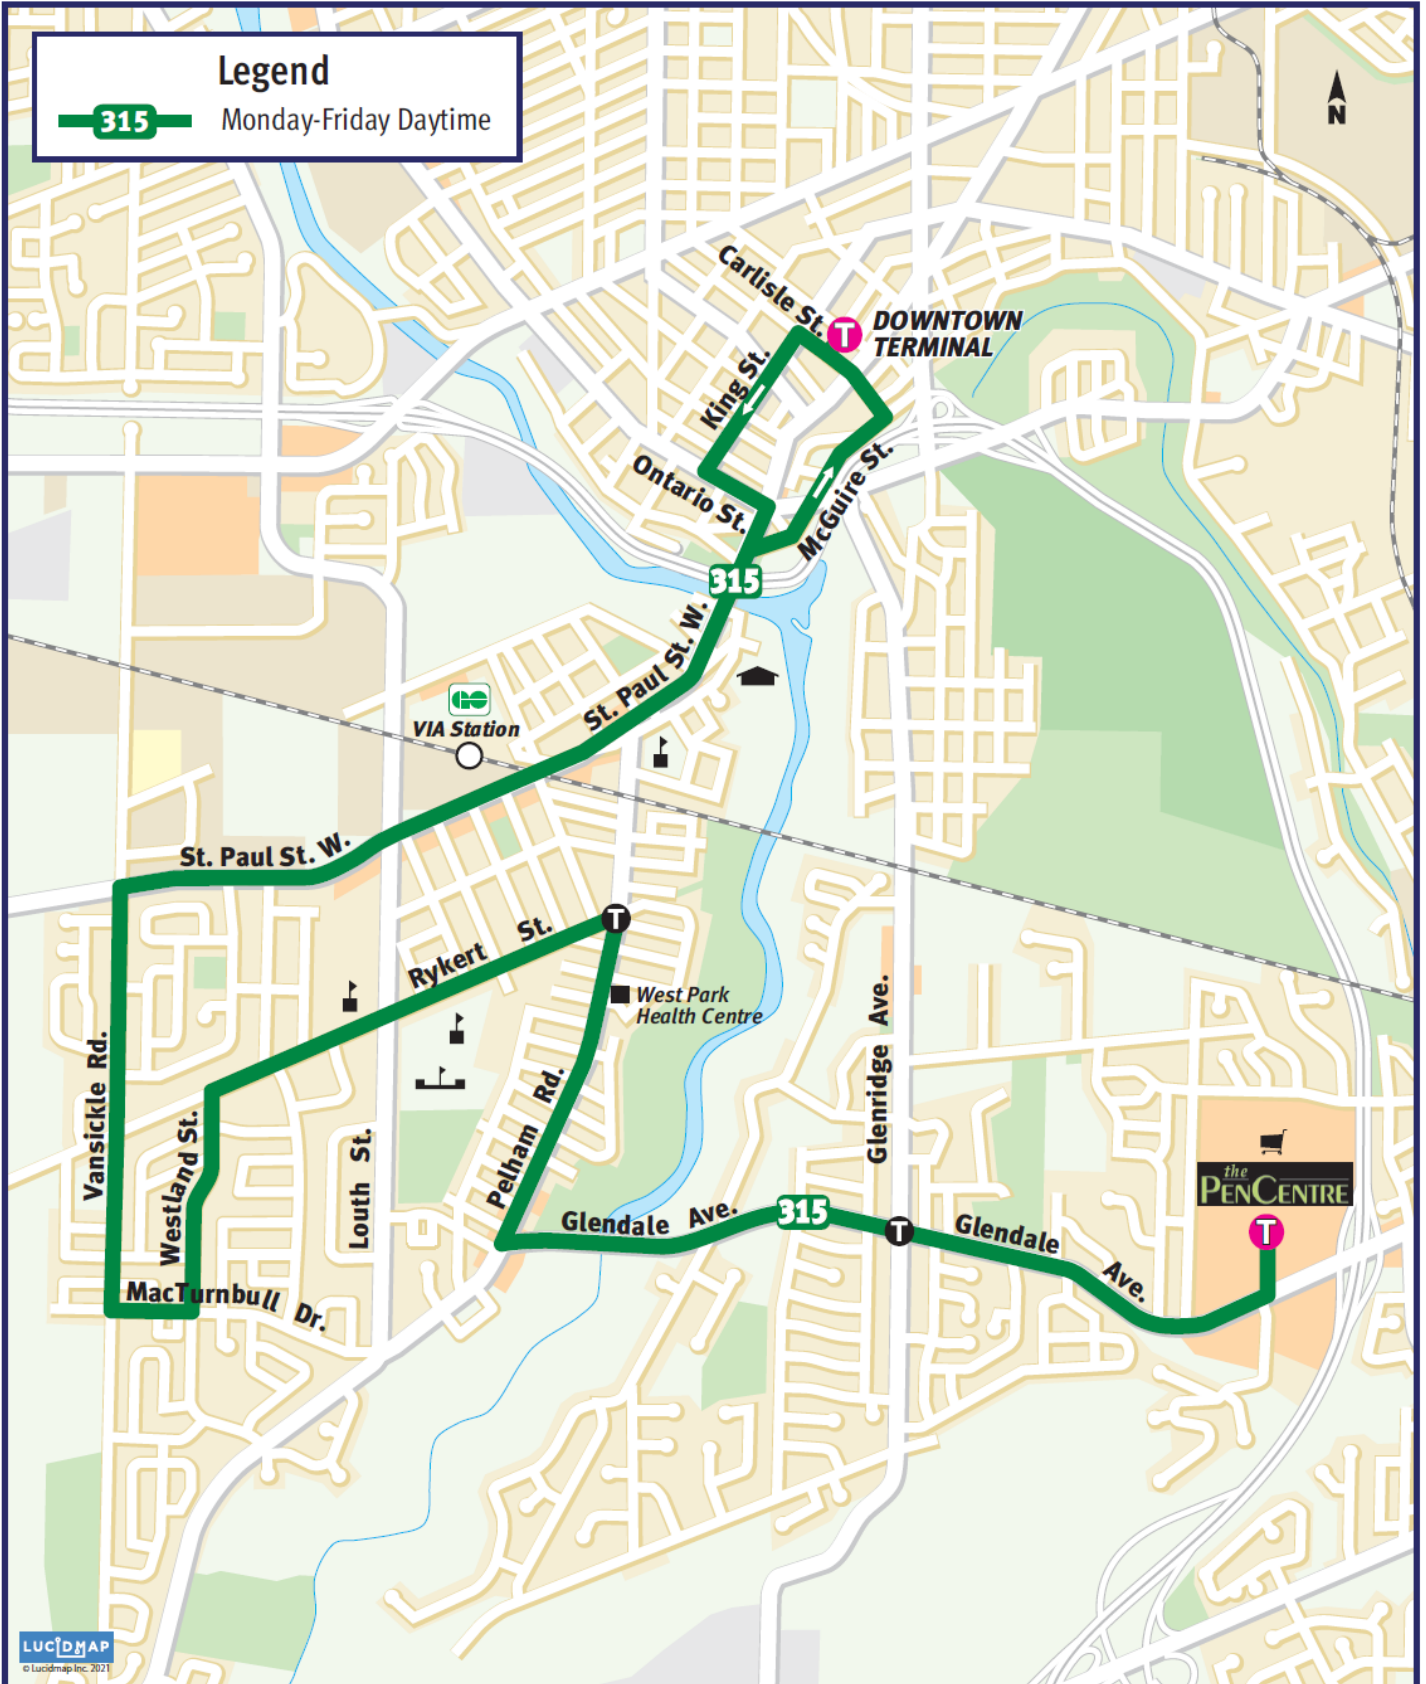 Legend
315 Monday-Friday Daytime
N
Carlisle St.
T
DOWNTOWN
TERMINAL
King St.
Ontario St.
McGuire St.
315
St. Paul St. W.
VIA Station
St. Paul St. W.
T
Rykert St.
West Park
Health Centre
Vansickle Rd.
Glenridge Ave.
Pelham Rd.
Westland St.
Louth St.
the
PENCENTRE
T
Glendale Ave.
315
T
Glendale Ave.
MacTurnbull Dr.
LUCIDMAP
© Lucidmap Inc. 2021
GO